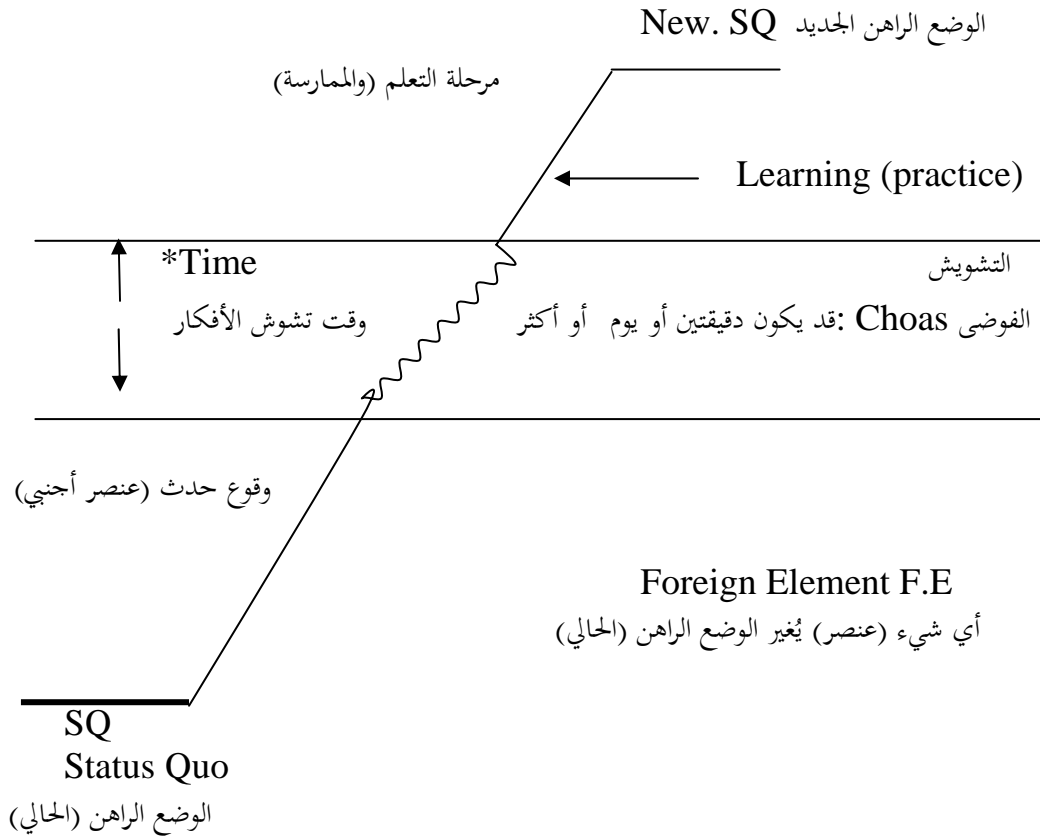 New. SQ الوضع الراهن الجديد
مرحلة التعلم (والممارسة)
Learning (practice)
*Time
التشويش
الفوضى Choas :قد يكون دقيقتين أو يوم أو أكثر
وقت تشوش الأفكار
وقوع حدث (عنصر أجنبي)
Foreign Element F.E
أي شيء (عنصر) يُغير الوضع الراهن (الحالي)
SQ
Status Quo
الوضع الراهن (الحالي)